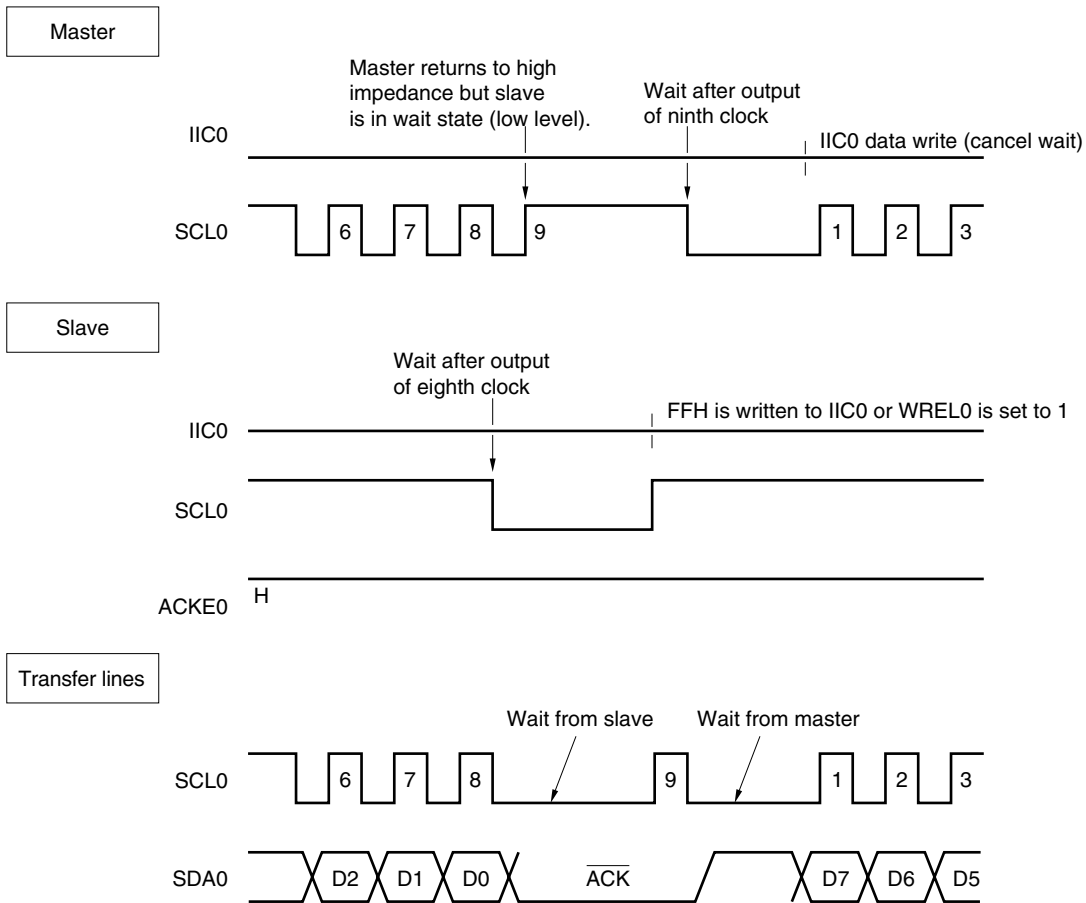 Master
Master returns to high
impedance but slave
is in wait state (low level).
Wait after output
of ninth clock
IIC0
IIC0 data write (cancel wait)
SCL0
6 7 8 9 1 2 3
Slave
Wait after output
of eighth clock
FFH is written to IIC0 or WREL0 is set to 1
IIC0
SCL0
H
ACKE0
Transfer lines
Wait from slave Wait from master
SCL0
6 7 8 9 1 2 3
SDA0
D2 D1 D0 ACK D7 D6 D5